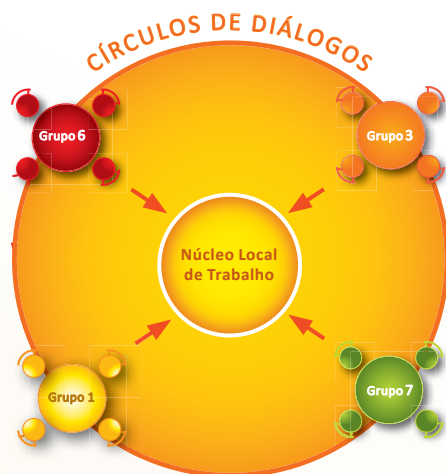 CÍRCULOS DE DIÁLOGOS
Grupo 6
Grupo 3
Núcleo Local
de Trabalho
Grupo 1
Grupo 7